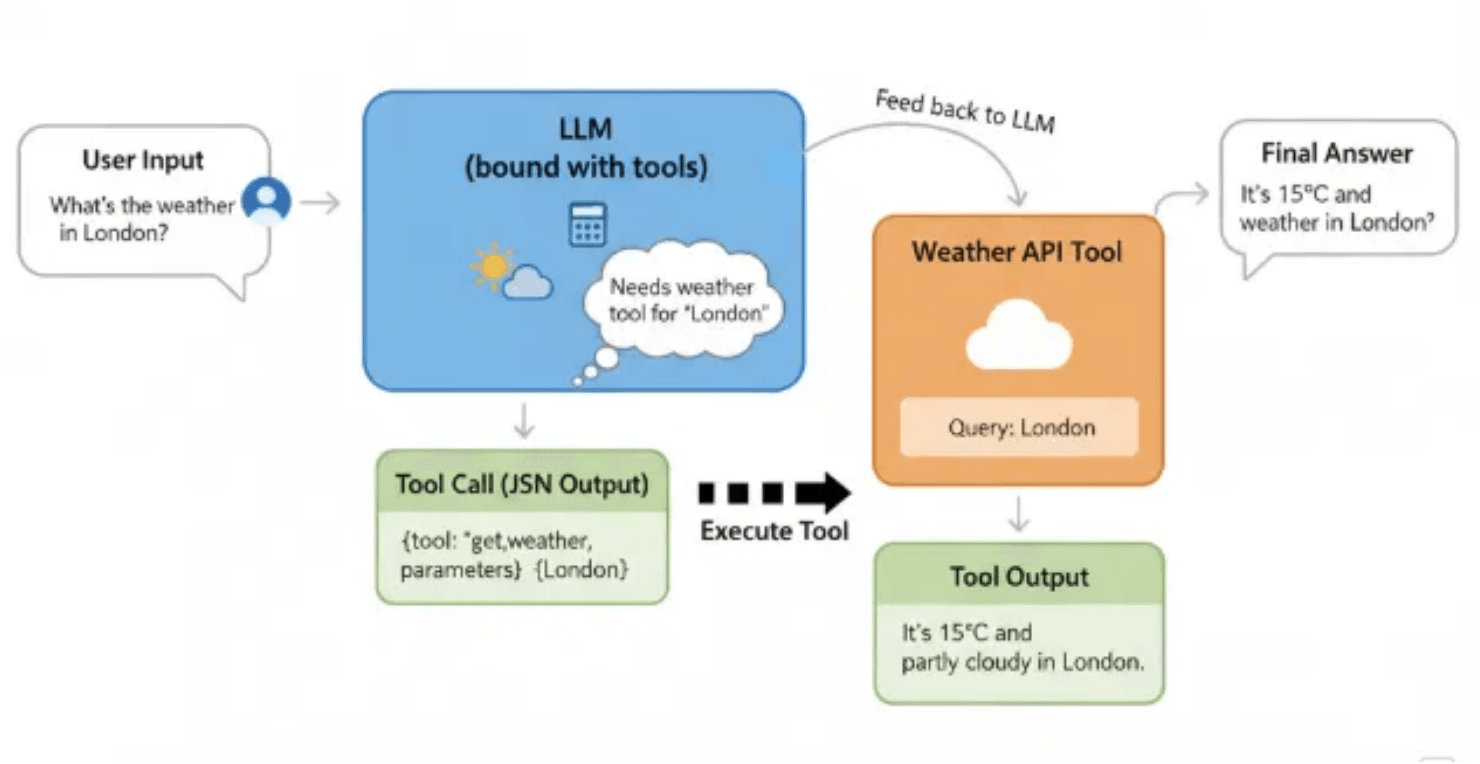 User Input
What's the weather
in London?
LLM
(bound with tools)
Needs weather
tool for "London"
Feed back to LLM
Tool Call (JSN Output)
{tool: "get,weather,
parameters} {London}
Execute Tool
Weather API Tool
Query: London
Tool Output
It's 15°C and
partly cloudy in London.
Final Answer
It's 15°C and
weather in London?